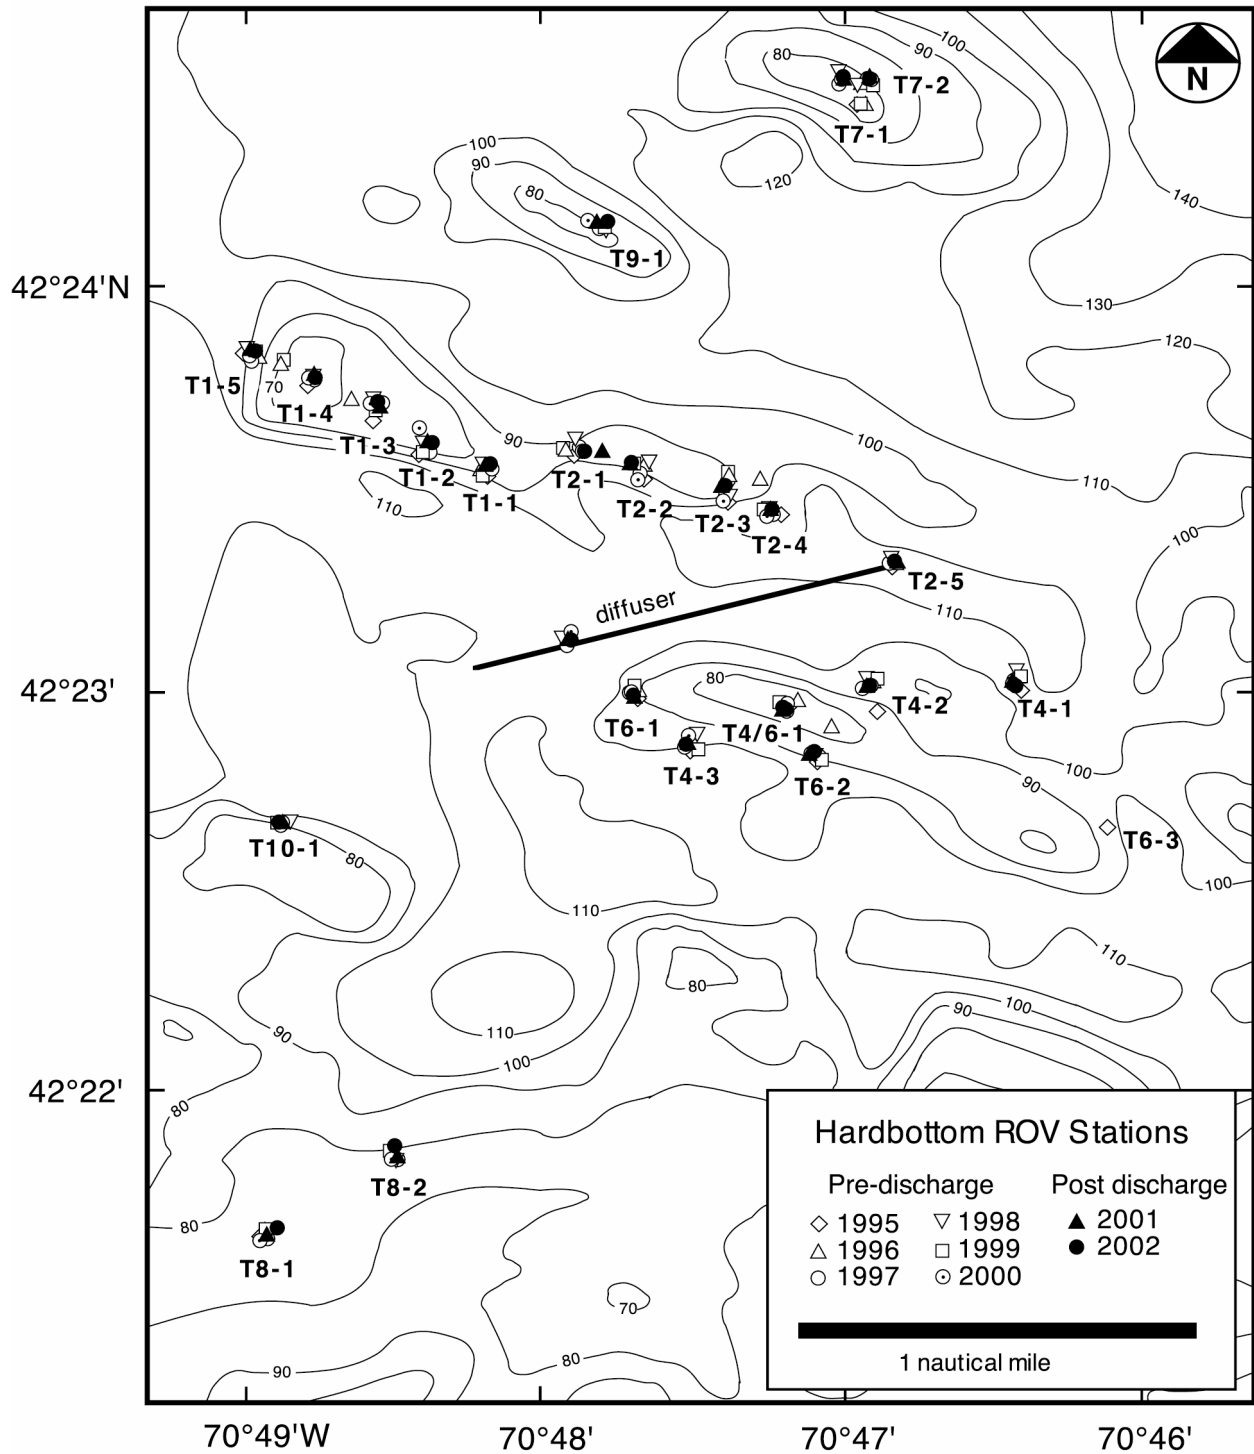 100
90
80
N
T7-2
T7-1
100
90
120
140
80
T9-1
42°24'N
130
120
T1-5
70
T1-4
90
100
T1-3
T1-2
T2-1
110
T1-1
110
T2-2
T2-3
T2-4
100
T2-5
diffuser
110
80
42°23'
T6-1
T4/6-1
T4-2
T4-1
T4-3
T6-2
100
90
T10-1
80
T6-3
100
110
110
80
90
110
100
90
100
42°22'
80
T8-2
80
T8-1
70
80
90
Hardbottom ROV Stations
Pre-discharge Post discharge
1995 1998 2001
1996 1999 2002
1997 2000
1 nautical mile
70°49'W
70°48'
70°47'
70°46'